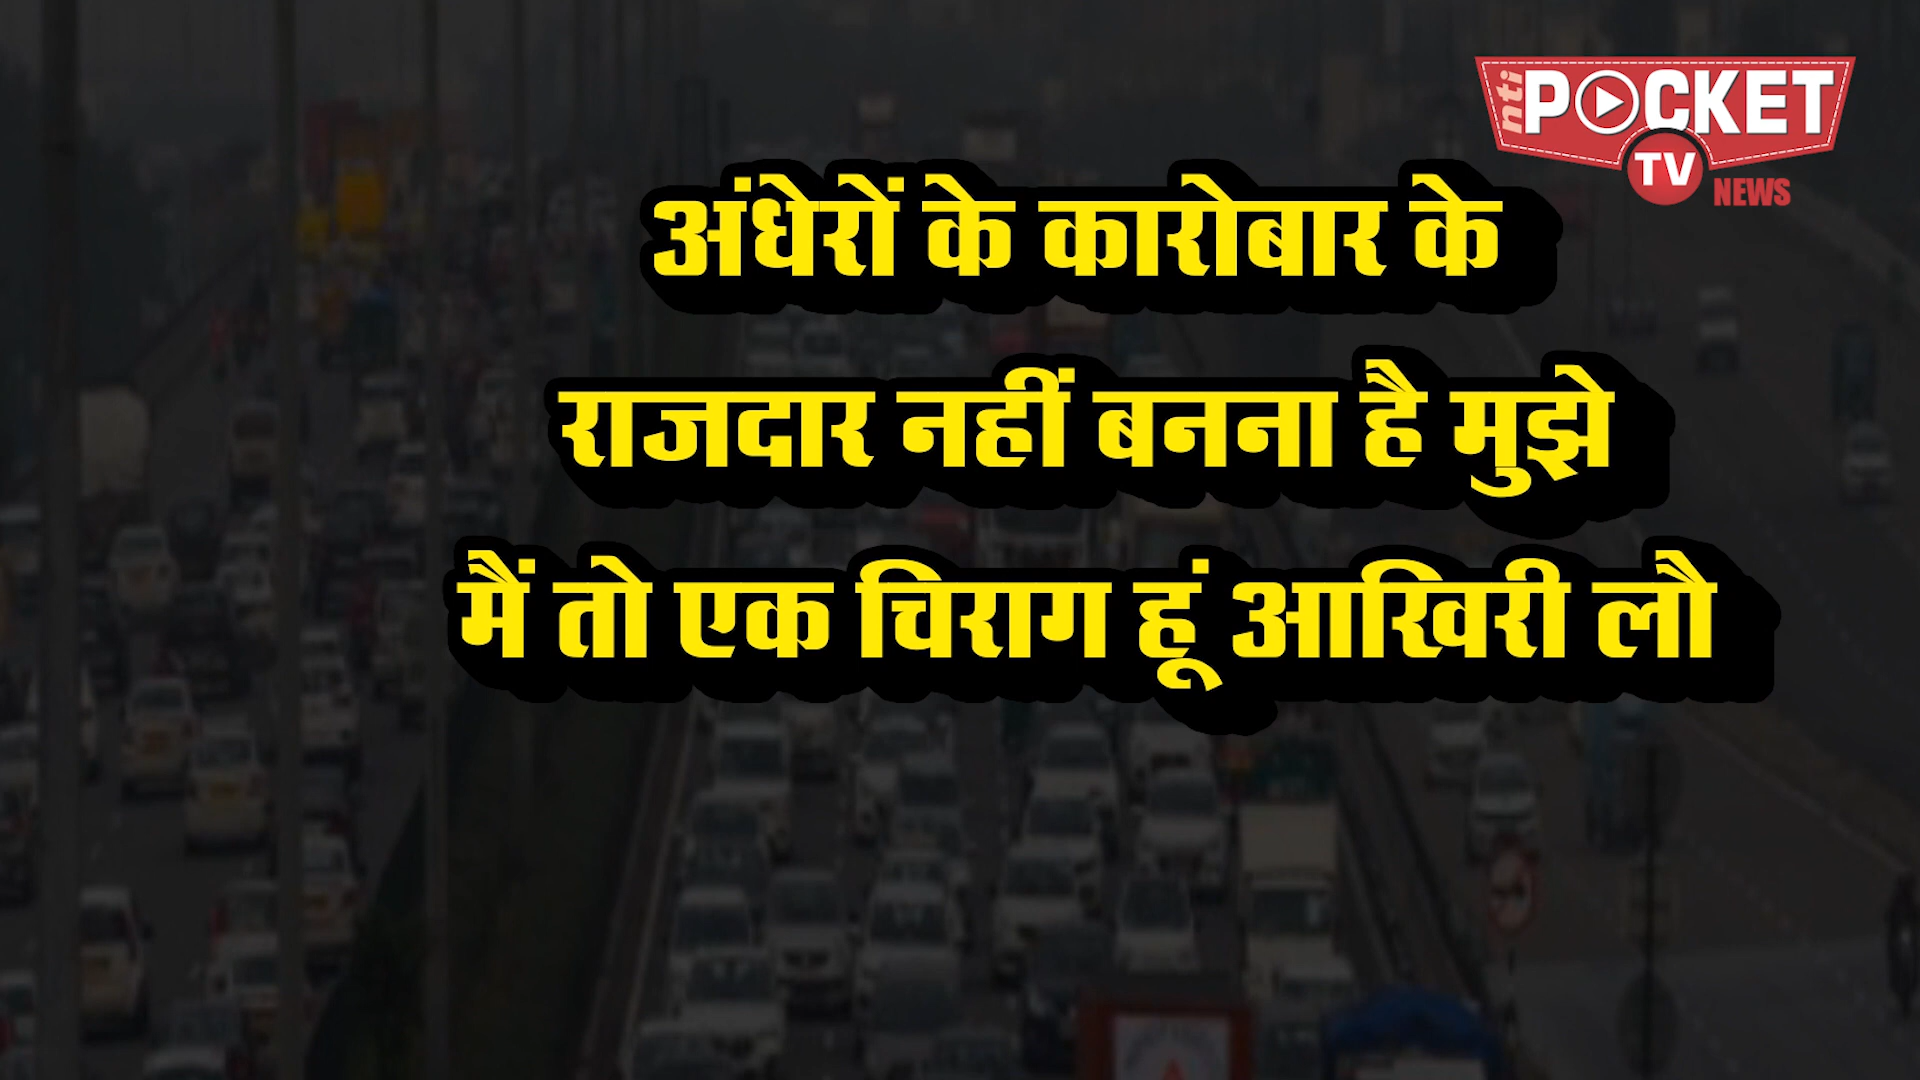 nti POCKET
TV
NEWS
अंधेरों के कारोबार के
राजदार नहीं बनना है मुझे
मैं तो एक चिराग हूं आखिरी लौ